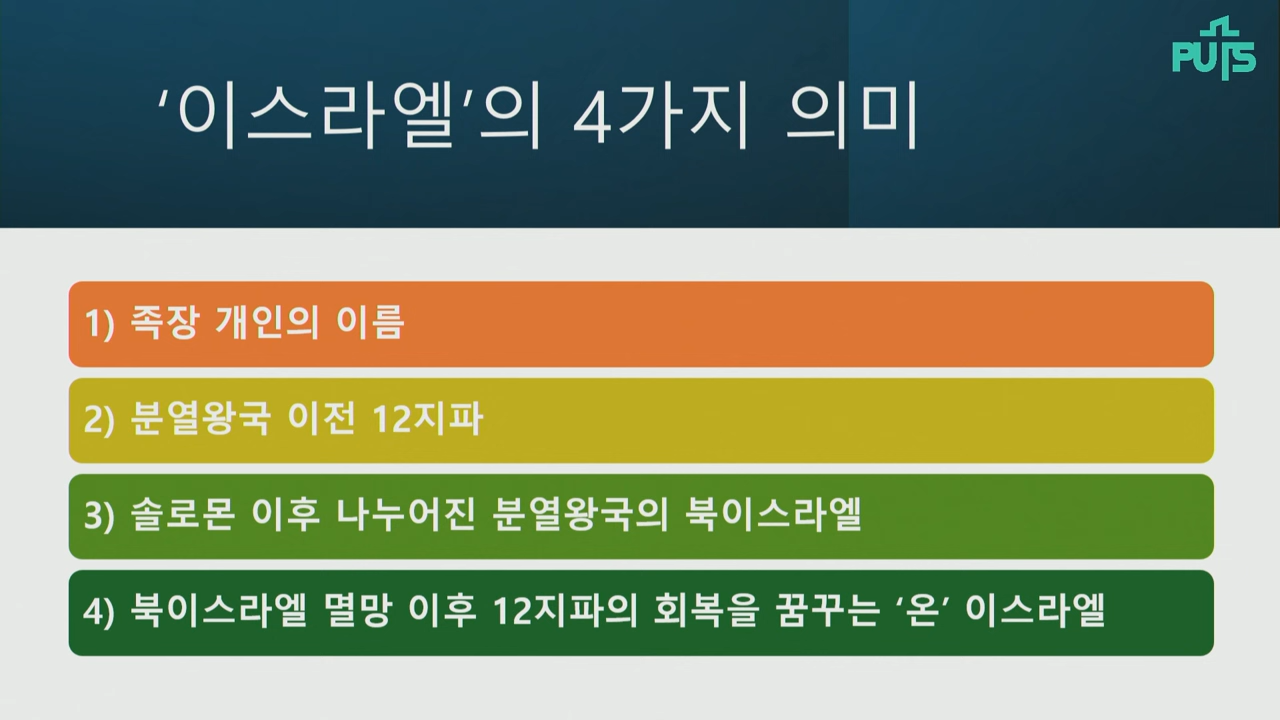 PUTS
‘이스라엘’의 4가지 의미
1) 족장 개인의 이름
2) 분열왕국 이전 12지파
3) 솔로몬 이후 나누어진 분열왕국의 북이스라엘
4) 북이스라엘 멸망 이후 12지파의 회복을 꿈꾸는 ‘온’ 이스라엘